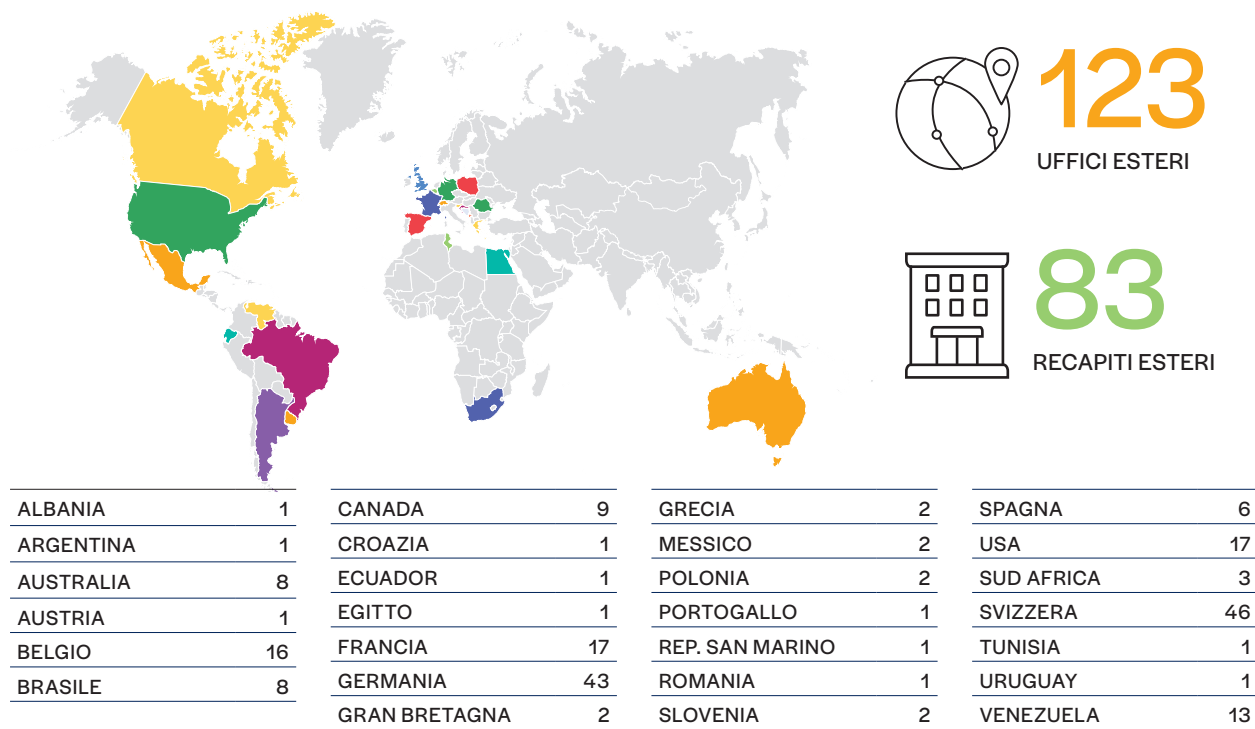 123
UFFICI ESTERI
83
RECAPITI ESTERI
ALBANIA 1
ARGENTINA 1
AUSTRALIA 8
AUSTRIA 1
BELGIO 16
BRASILE 8
CANADA 9
CROAZIA 1
ECUADOR 1
EGITTO 1
FRANCIA 17
GERMANIA 43
GRAN BRETAGNA 2
GRECIA 2
MESSICO 2
POLONIA 2
PORTOGALLO 1
REP. SAN MARINO 1
ROMANIA 1
SLOVENIA 2
SPAGNA 6
USA 17
SUD AFRICA 3
SVIZZERA 46
TUNISIA 1
URUGUAY 1
VENEZUELA 13